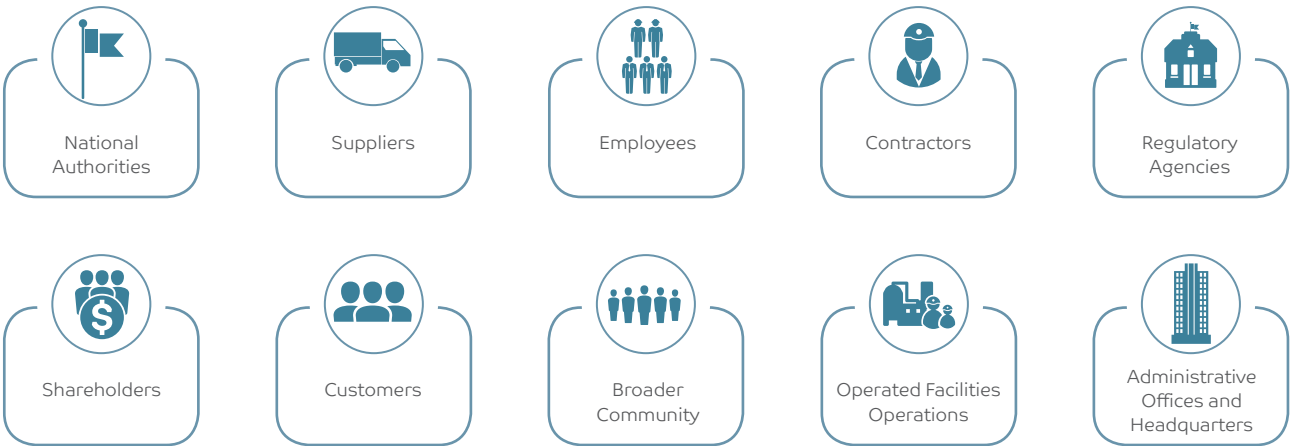 National
Authorities
Suppliers
Employees
Contractors
Regulatory
Agencies
Shareholders
Customers
Broader
Community
Operated Facilities
Operations
Administrative
Offices and
Headquarters